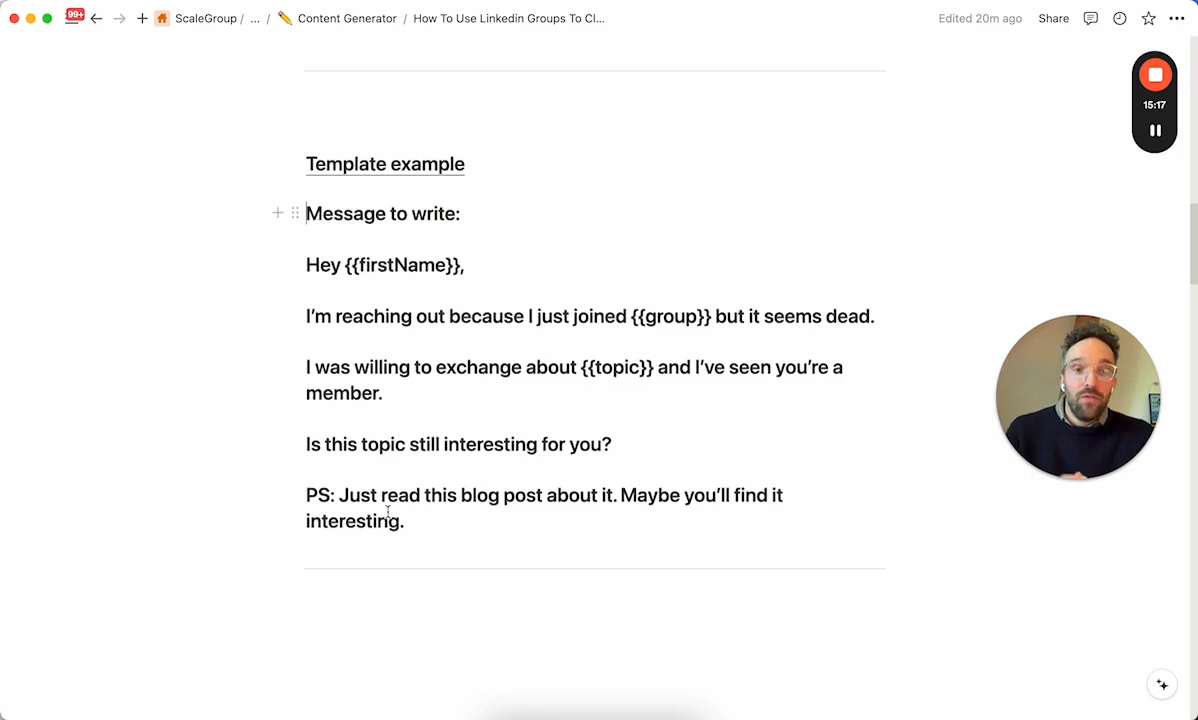 99+ ScaleGroup / ... / Content Generator / How To Use Linkedin Groups To Cl... Edited 20m ago Share
15:17
Template example
Message to write:
Hey {{firstName}},
I’m reaching out because I just joined {{group}} but it seems dead.
I was willing to exchange about {{topic}} and I’ve seen you’re a
member.
Is this topic still interesting for you?
PS: Just read this blog post about it. Maybe you’ll find it
interesting.